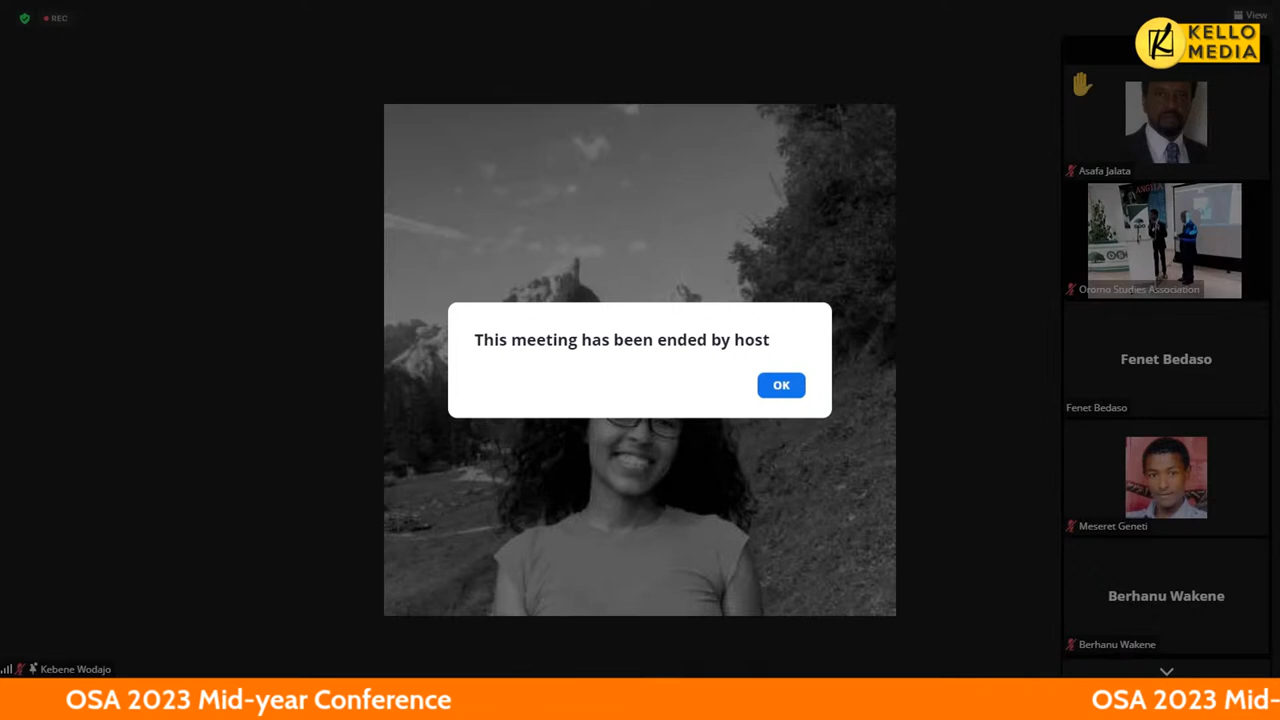 REC
View
KELLO
MEDIA
Asafa Jalata
ANGILA
Oromo Studies Association
This meeting has been ended by host
OK
Fenet Bedaso
Fenet Bedaso
Meseret Geneti
Berhanu Wakene
Berhanu Wakene
Kebene Wodajo
OSA 2023 Mid-year Conference
OSA 2023 Mid-